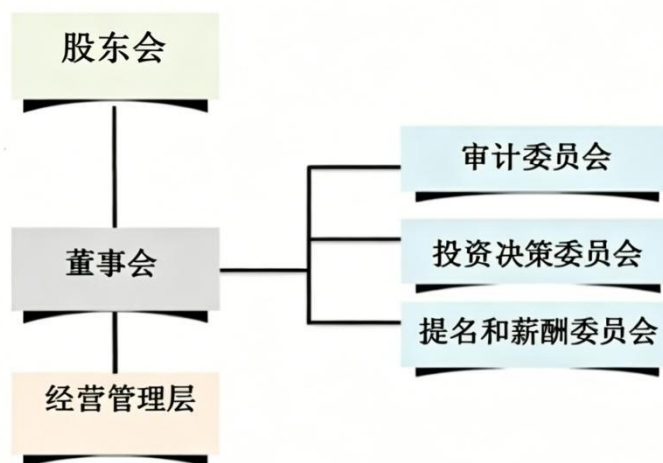 股东会
审计委员会
董事会
投资决策委员会
提名和薪酬委员会
经营管理层